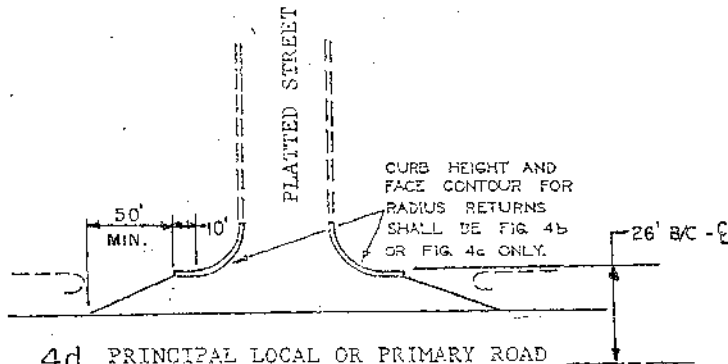 PLATTED STREET
CURB HEIGHT AND
FACE CONTOUR FOR
RADIUS RETURNS
SHALL BE FIG. 4b
OR FIG. 4c ONLY.
50'
MIN.
10'
26' B/C - ℄
4d PRINCIPAL LOCAL OR PRIMARY ROAD